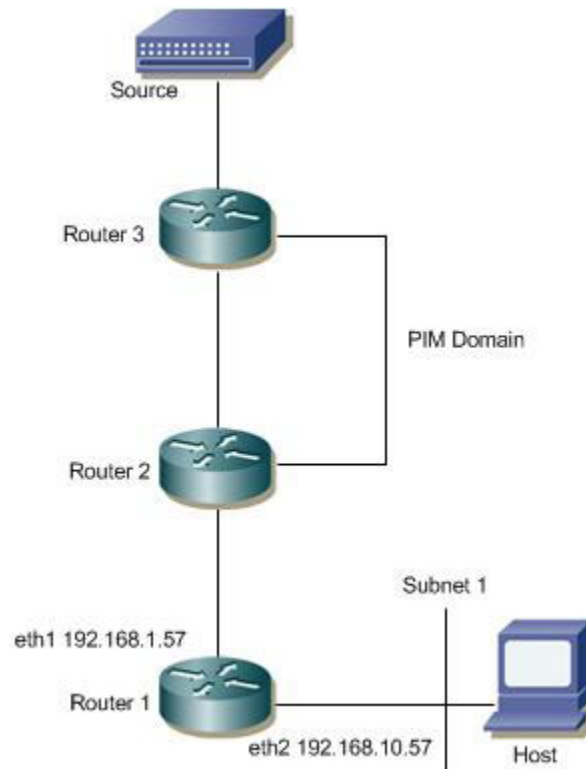 Source
Router 3
PIM Domain
Router 2
Subnet 1
eth1 192.168.1.57
Router 1
eth2 192.168.10.57
Host